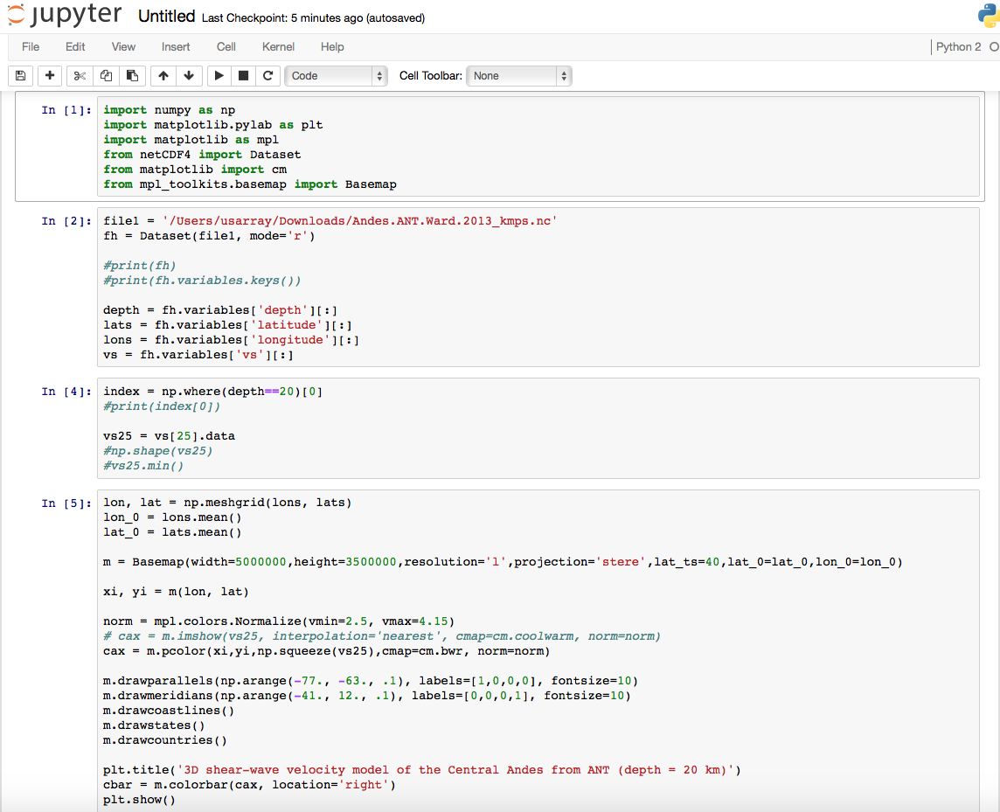 jupyter Untitled Last Checkpoint: 5 minutes ago (autosaved)
File Edit View Insert Cell Kernel Help Python 2
Code Cell Toolbar: None
In [1]: import numpy as np
import matplotlib.pylab as plt
import matplotlib as mpl
from netCDF4 import Dataset
from matplotlib import cm
from mpl_toolkits.basemap import Basemap
In [2]: file1 = '/Users/usarray/Downloads/Andes.ANT.Ward.2013_kmps.nc'
fh = Dataset(file1, mode='r')
#print(fh)
#print(fh.variables.keys())
depth = fh.variables['depth'][:]
lats = fh.variables['latitude'][:]
lons = fh.variables['longitude'][:]
vs = fh.variables['vs'][:]
In [4]: index = np.where(depth==20)[0]
#print(index[0])
vs25 = vs[25].data
#np.shape(vs25)
#vs25.min()
In [5]: lon, lat = np.meshgrid(lons, lats)
lon_0 = lons.mean()
lat_0 = lats.mean()
m = Basemap(width=5000000,height=3500000,resolution='l',projection='stere',lat_ts=40,lat_0=lat_0,lon_0=lon_0)
xi, yi = m(lon, lat)
norm = mpl.colors.Normalize(vmin=2.5, vmax=4.15)
# cax = m.imshow(vs25, interpolation='nearest', cmap=cm.coolwarm, norm=norm)
cax = m.pcolor(xi,yi,np.squeeze(vs25),cmap=cm.bwr, norm=norm)
m.drawparallels(np.arange(-77., -63., .1), labels=[1,0,0,0], fontsize=10)
m.drawmeridians(np.arange(-41., 12., .1), labels=[0,0,0,1], fontsize=10)
m.drawcoastlines()
m.drawstates()
m.drawcountries()
plt.title('3D shear-wave velocity model of the Central Andes from ANT (depth = 20 km)')
cbar = m.colorbar(cax, location='right')
plt.show()